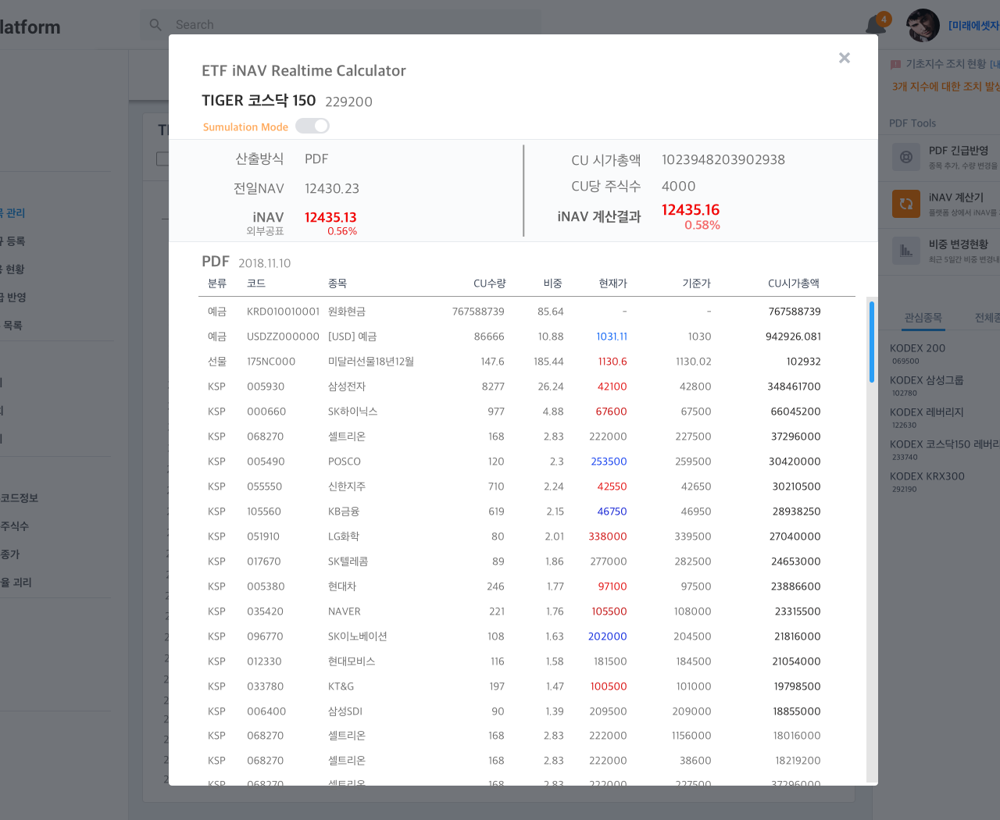 latform
Search
4
[미래에셋자
ETF iNAV Realtime Calculator
TIGER 코스닥 150 229200
Sumulation Mode
산출방식 PDF
전일NAV 12430.23
iNAV 12435.13
외부공표 0.56%
CU 시가총액 1023948203902938
CU당 주식수 4000
iNAV 계산결과 12435.16
0.58%
PDF 2018.11.10
분류 코드 종목 CU수량 비중 현재가 기준가 CU시가총액
예금 KRD010010001 원화현금 767588739 85.64 - - 767588739
예금 USDZZ000000 [USD] 예금 86666 10.88 1031.11 1030 942926.081
선물 175NC000 미달러선물18년12월 147.6 185.44 1130.6 1130.02 102932
KSP 005930 삼성전자 8277 26.24 42100 42800 348461700
KSP 000660 SK하이닉스 977 4.88 67600 67500 66045200
KSP 068270 셀트리온 168 2.83 222000 227500 37296000
KSP 005490 POSCO 120 2.3 253500 259500 30420000
KSP 055550 신한지주 710 2.24 42550 42650 30210500
KSP 105560 KB금융 619 2.15 46750 46950 28938250
KSP 051910 LG화학 80 2.01 338000 339500 27040000
KSP 017670 SK텔레콤 89 1.86 277000 282500 24653000
KSP 005380 현대차 246 1.77 97100 97500 23886600
KSP 035420 NAVER 221 1.76 105500 108000 23315500
KSP 096770 SK이노베이션 108 1.63 202000 204500 21816000
KSP 012330 현대모비스 116 1.58 181500 184500 21054000
KSP 033780 KT&G 197 1.47 100500 101000 19798500
KSP 006400 삼성SDI 90 1.39 209500 209000 18855000
KSP 068270 셀트리온 168 2.83 222000 1156000 18016000
KSP 068270 셀트리온 168 2.83 222000 38600 18219200
KSP 068270 셀트리온 168 2.83 222000 227500 37296000
관리
등록
현황
반영
목록
코드정보
주식수
종가
율 괴리
기초지수 조치 현황 [내
3개 지수에 대한 조치 발생
PDF Tools
PDF 긴급반영
종목 추가, 수량 변경을
iNAV 계산기
플랫폼 상에서 iNAV를
비중 변경현황
최근 5일간 비중 변경내
관심종목 전체종
KODEX 200
069500
KODEX 삼성그룹
102780
KODEX 레버리지
122630
KODEX 코스닥150 레버리
233740
KODEX KRX300
292190